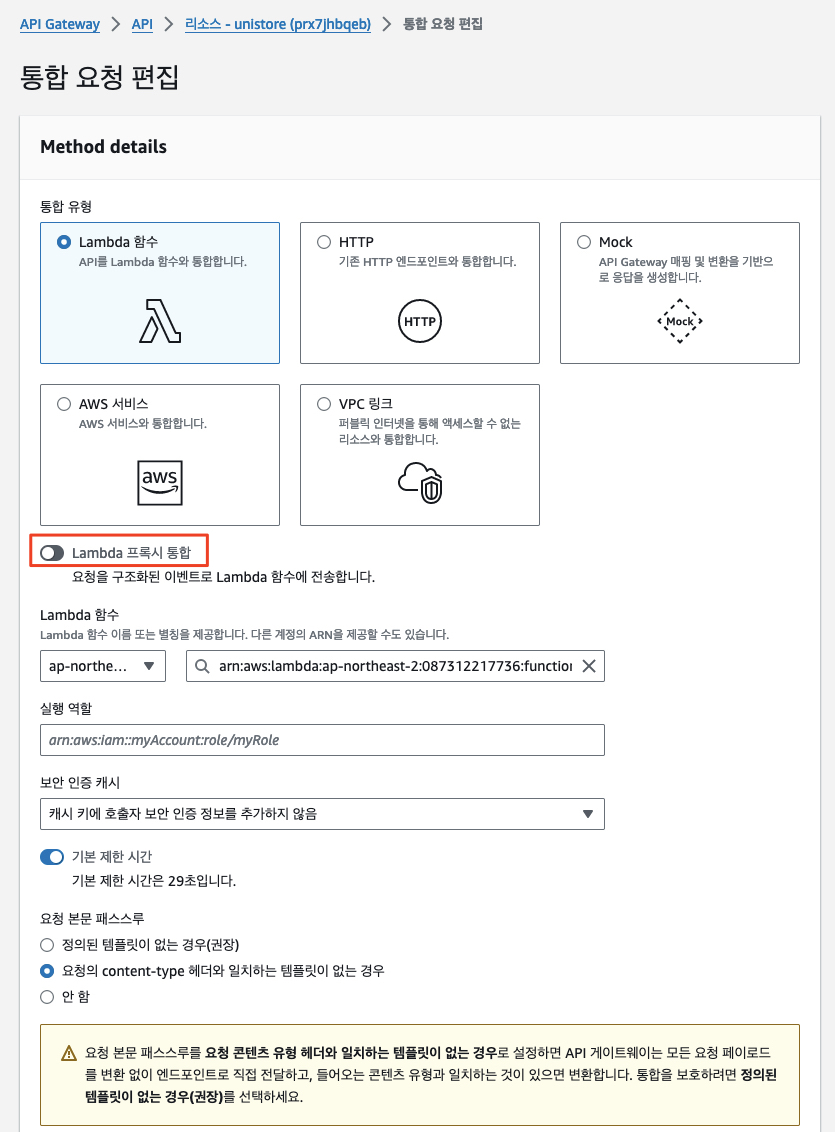 API Gateway > API > 리소스 - unistore (prx7jhbqeb) > 통합 요청 편집
통합 요청 편집
Method details
통합 유형
Lambda 함수
API를 Lambda 함수와 통합합니다.
HTTP
기존 HTTP 엔드포인트와 통합합니다.
HTTP
Mock
API Gateway 매핑 및 변환을 기반으
로 응답을 생성합니다.
Mock
AWS 서비스
AWS 서비스와 통합합니다.
aws
VPC 링크
퍼블릭 인터넷을 통해 액세스할 수 없는
리소스와 통합합니다.
Lambda 프록시 통합
요청을 구조화된 이벤트로 Lambda 함수에 전송합니다.
Lambda 함수
Lambda 함수 이름 또는 별칭을 제공합니다. 다른 계정의 ARN을 제공할 수도 있습니다.
ap-northe... arn:aws:lambda:ap-northeast-2:087312217736:function
실행 역할
arn:aws:iam::myAccount:role/myRole
보안 인증 캐시
캐시 키에 호출자 보안 인증 정보를 추가하지 않음
기본 제한 시간
기본 제한 시간은 29초입니다.
요청 본문 패스스루
정의된 템플릿이 없는 경우(권장)
요청의 content-type 헤더와 일치하는 템플릿이 없는 경우
안 함
요청 본문 패스스루를 요청 콘텐츠 유형 헤더와 일치하는 템플릿이 없는 경우로 설정하면 API 게이트웨이는 모든 요청 페이로드
를 변환 없이 엔드포인트로 직접 전달하고, 들어오는 콘텐츠 유형과 일치하는 것이 있으면 변환합니다. 통합을 보호하려면 정의된
템플릿이 없는 경우(권장)를 선택하세요.